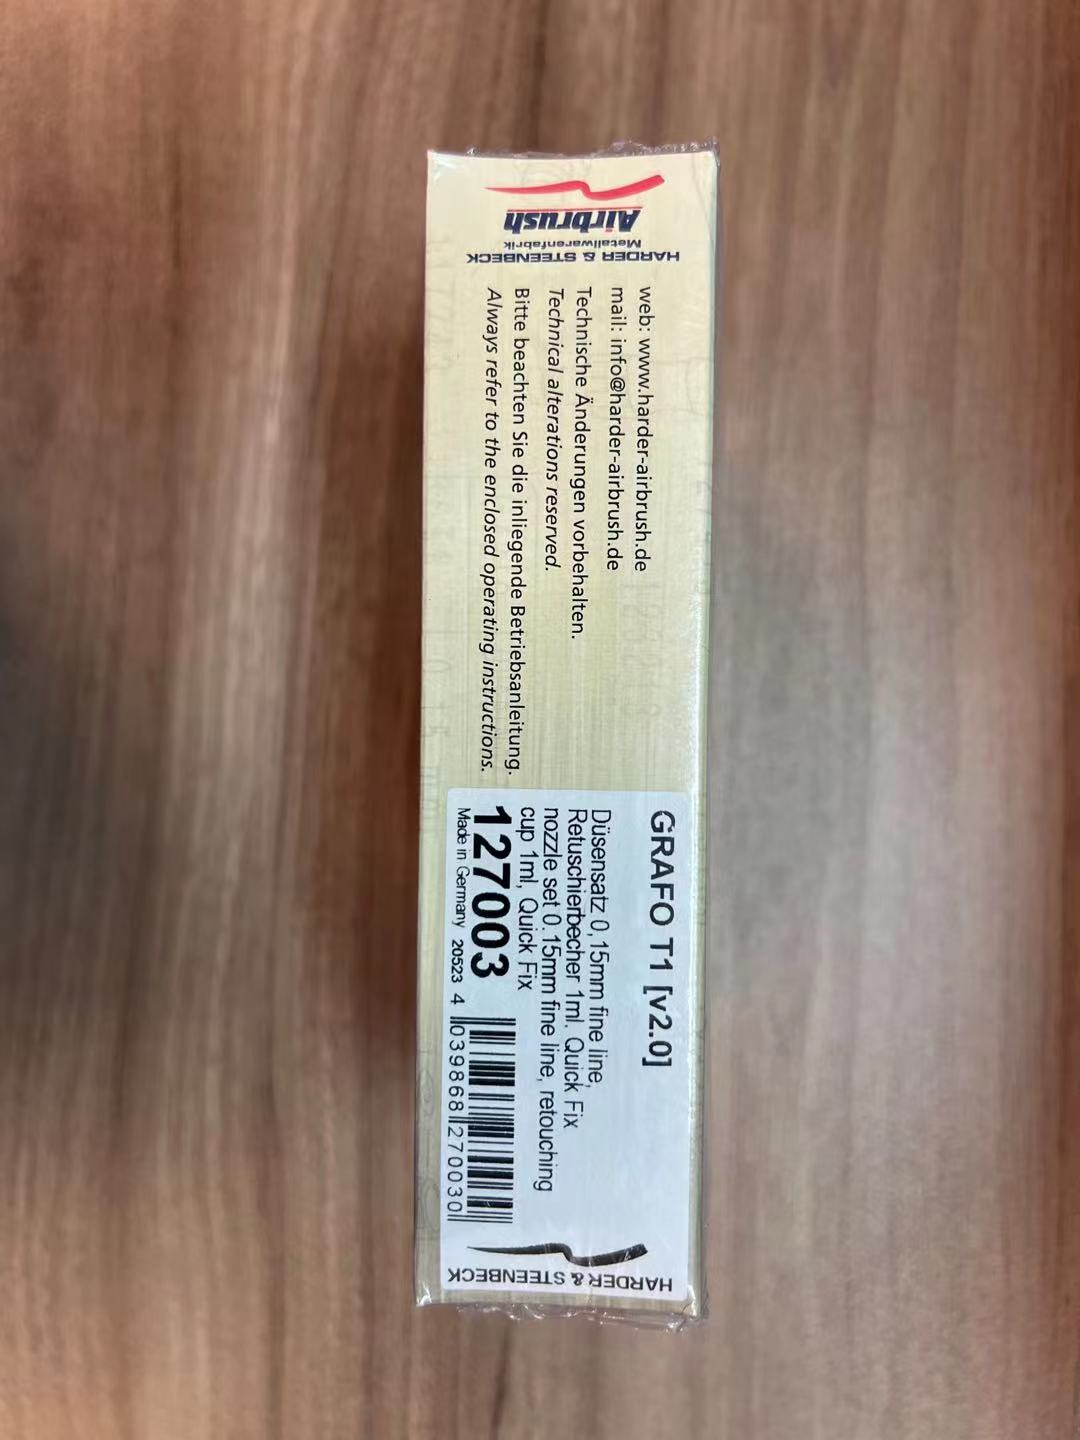 Airbrush
Metallwarenfabrik
HARDER & STEENBECK
web: www.harder-airbrush.de
mail: info@harder-airbrush.de
Technische Änderungen vorbehalten.
Technical alterations reserved.
Bitte beachten Sie die inliegende Betriebsanleitung.
Always refer to the enclosed operating instructions.
GRAFO T1 [v2.0]
Düsensatz 0,15mm fine line,
Retuschierbecher 1ml. Quick Fix
nozzle set 0.15mm fine line, retouching
cup 1ml, Quick Fix
127003
Made in Germany 20523
4 039868 270030
HARDER & STEENBECK